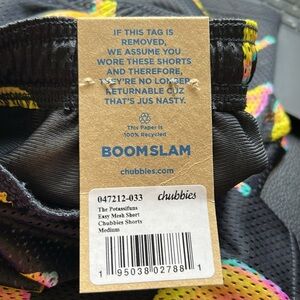 IF THIS TAG IS
REMOVED,
WE ASSUME YOU
WORE THESE SHORTS
AND THEREFORE,
THEY'RE NO LONGER
RETURNABLE CUZ
THAT'S JUS NASTY.
This Paper is
100% Recycled
BOOMSLAM
chubbies.com
047212-033 chubbies
The Potassifuns
Easy Mesh Short
Chubbies Shorts
Medium
1 95038 02788 1